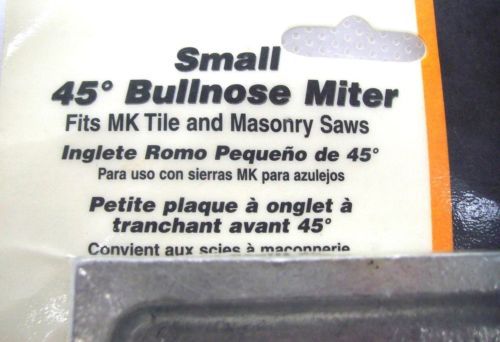 Small
45° Bullnose Miter
Fits MK Tile and Masonry Saws
Inglete Romo Pequeño de 45°
Para uso con sierras MK para azulejos
Petite plaque à onglet à
tranchant avant 45°
Convient aux scies à maçonnerie